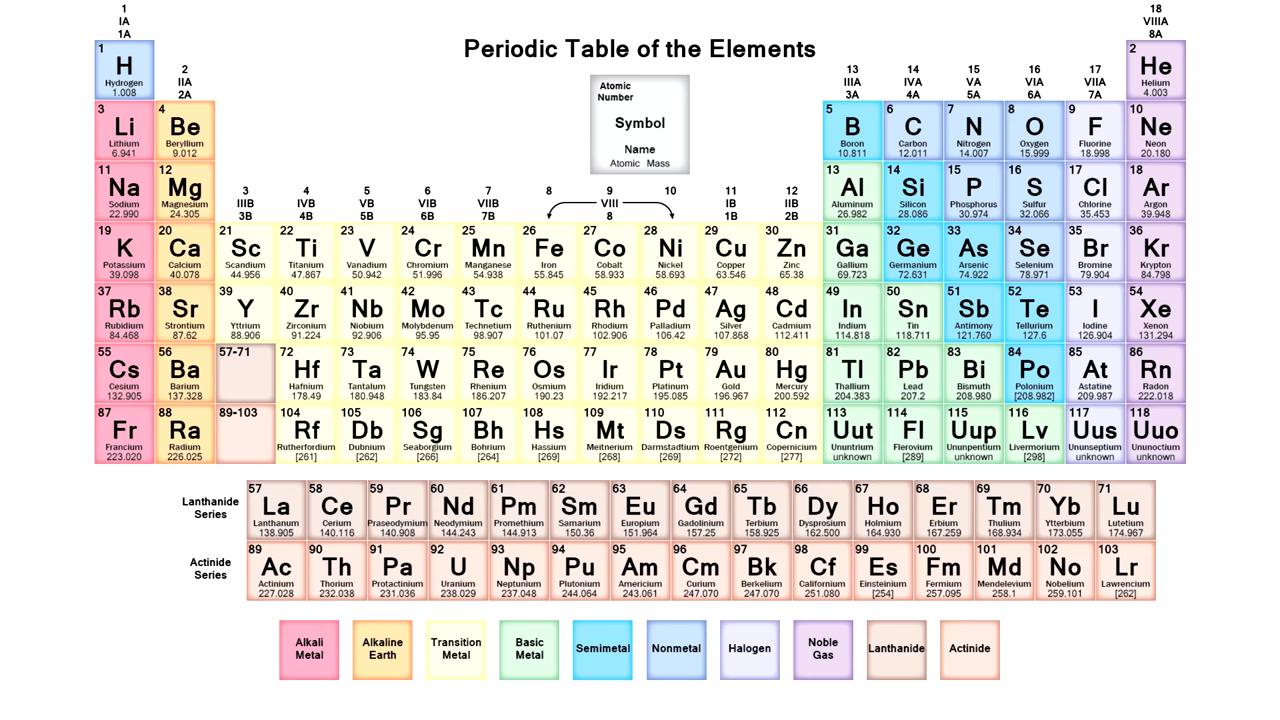 1
IA
1A
18
VIIIA
8A
Periodic Table of the Elements
1
H
Hydrogen
1.008
2
IIA
2A
13
IIIA
3A
14
IVA
4A
15
VA
5A
16
VIA
6A
17
VIIA
7A
2
He
Helium
4.003
Atomic
Number
Symbol
Name
Atomic Mass
3
Li
Lithium
6.941
4
Be
Beryllium
9.012
5
B
Boron
10.811
6
C
Carbon
12.011
7
N
Nitrogen
14.007
8
O
Oxygen
15.999
9
F
Fluorine
18.998
10
Ne
Neon
20.180
11
Na
Sodium
22.990
12
Mg
Magnesium
24.305
3
IIIB
3B
4
IVB
4B
5
VB
5B
6
VIB
6B
7
VIIB
7B
8
9
10
VIII
8
11
IB
1B
12
IIB
2B
13
Al
Aluminum
26.982
14
Si
Silicon
28.086
15
P
Phosphorus
30.974
16
S
Sulfur
32.066
17
Cl
Chlorine
35.453
18
Ar
Argon
39.948
19
K
Potassium
39.098
20
Ca
Calcium
40.078
21
Sc
Scandium
44.956
22
Ti
Titanium
47.867
23
V
Vanadium
50.942
24
Cr
Chromium
51.996
25
Mn
Manganese
54.938
26
Fe
Iron
55.845
27
Co
Cobalt
58.933
28
Ni
Nickel
58.693
29
Cu
Copper
63.546
30
Zn
Zinc
65.38
31
Ga
Gallium
69.723
32
Ge
Germanium
72.631
33
As
Arsenic
74.922
34
Se
Selenium
78.971
35
Br
Bromine
79.904
36
Kr
Krypton
84.798
37
Rb
Rubidium
84.468
38
Sr
Strontium
87.62
39
Y
Yttrium
88.906
40
Zr
Zirconium
91.224
41
Nb
Niobium
92.906
42
Mo
Molybdenum
95.95
43
Tc
Technetium
98.907
44
Ru
Ruthenium
101.07
45
Rh
Rhodium
102.906
46
Pd
Palladium
106.42
47
Ag
Silver
107.868
48
Cd
Cadmium
112.411
49
In
Indium
114.818
50
Sn
Tin
118.711
51
Sb
Antimony
121.760
52
Te
Tellurium
127.6
53
I
Iodine
126.904
54
Xe
Xenon
131.294
55
Cs
Cesium
132.905
56
Ba
Barium
137.328
57-71
72
Hf
Hafnium
178.49
73
Ta
Tantalum
180.948
74
W
Tungsten
183.84
75
Re
Rhenium
186.207
76
Os
Osmium
190.23
77
Ir
Iridium
192.217
78
Pt
Platinum
195.085
79
Au
Gold
196.967
80
Hg
Mercury
200.592
81
Tl
Thallium
204.383
82
Pb
Lead
207.2
83
Bi
Bismuth
208.980
84
Po
Polonium
[208.982]
85
At
Astatine
209.987
86
Rn
Radon
222.018
87
Fr
Francium
223.020
88
Ra
Radium
226.025
89-103
104
Rf
Rutherfordium
[261]
105
Db
Dubnium
[262]
106
Sg
Seaborgium
[266]
107
Bh
Bohrium
[264]
108
Hs
Hassium
[269]
109
Mt
Meitnerium
[268]
110
Ds
Darmstadtium
[269]
111
Rg
Roentgenium
[272]
112
Cn
Copernicium
[277]
113
Uut
Ununtrium
unknown
114
Fl
Flerovium
[289]
115
Uup
Ununpentium
unknown
116
Lv
Livermorium
[298]
117
Uus
Ununseptium
unknown
118
Uuo
Ununoctium
unknown
Lanthanide
Series
57
La
Lanthanum
138.905
58
Ce
Cerium
140.116
59
Pr
Praseodymium
140.908
60
Nd
Neodymium
144.243
61
Pm
Promethium
144.913
62
Sm
Samarium
150.36
63
Eu
Europium
151.964
64
Gd
Gadolinium
157.25
65
Tb
Terbium
158.925
66
Dy
Dysprosium
162.500
67
Ho
Holmium
164.930
68
Er
Erbium
167.259
69
Tm
Thulium
168.934
70
Yb
Ytterbium
173.055
71
Lu
Lutetium
174.967
Actinide
Series
89
Ac
Actinium
227.028
90
Th
Thorium
232.038
91
Pa
Protactinium
231.036
92
U
Uranium
238.029
93
Np
Neptunium
237.048
94
Pu
Plutonium
244.064
95
Am
Americium
243.061
96
Cm
Curium
247.070
97
Bk
Berkelium
247.070
98
Cf
Californium
251.080
99
Es
Einsteinium
[254]
100
Fm
Fermium
257.095
101
Md
Mendelevium
258.1
102
No
Nobelium
259.101
103
Lr
Lawrencium
[262]
Alkali
Metal
Alkaline
Earth
Transition
Metal
Basic
Metal
Semimetal
Nonmetal
Halogen
Noble
Gas
Lanthanide
Actinide